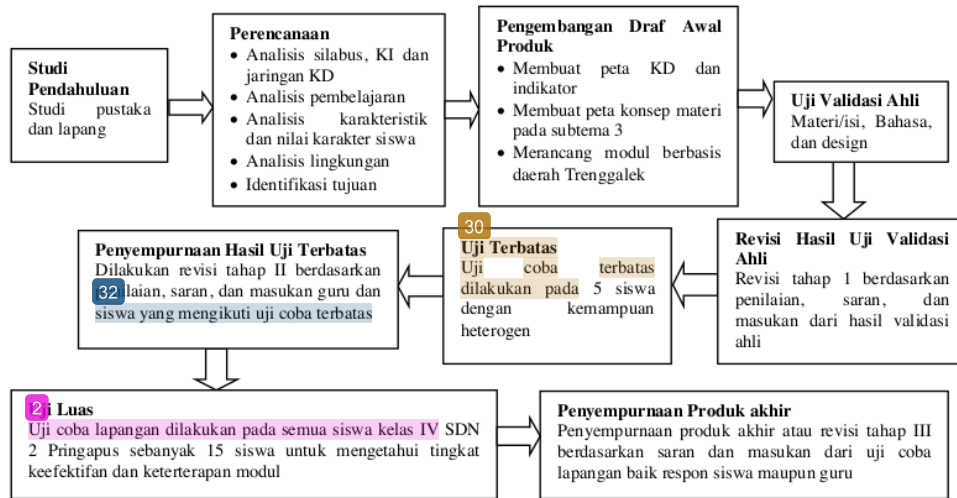 Studi
Pendahuluan
Studi pustaka
dan lapang
Perencanaan
• Analisis silabus, KI dan
jaringan KD
• Analisis pembelajaran
• Analisis karakteristik
dan nilai karakter siswa
• Analisis lingkungan
• Identifikasi tujuan
Pengembangan Draf Awal
Produk
• Membuat peta KD dan
indikator
• Membuat peta konsep materi
pada subtema 3
• Merancang modul berbasis
daerah Trenggalek
Uji Validasi Ahli
Materi/isi, Bahasa,
dan design
Revisi Hasil Uji Validasi
Ahli
Revisi tahap 1 berdasarkan
penilaian, saran, dan
masukan dari hasil validasi
ahli
30
Uji Terbatas
Uji coba terbatas
dilakukan pada 5 siswa
dengan kemampuan
heterogen
Penyempurnaan Hasil Uji Terbatas
Dilakukan revisi tahap II berdasarkan
saran, dan masukan guru dan
32
siswa yang mengikuti uji coba terbatas
2
Luas
Uji coba lapangan dilakukan pada semua siswa kelas IV SDN
2 Pringapus sebanyak 15 siswa untuk mengetahui tingkat
keefektifan dan keterterapan modul
Penyempurnaan Produk akhir
Penyempurnaan produk akhir atau revisi tahap III
berdasarkan saran dan masukan dari uji coba
lapangan baik respon siswa maupun guru